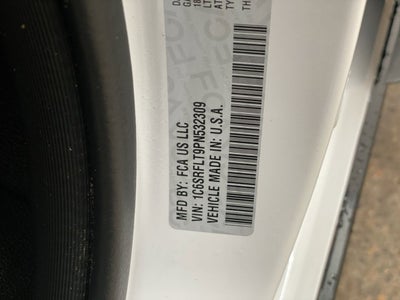 MFD BY: FCA US LLC
VIN: 1C6SRFLT9PN532309
VEHICLE MADE IN: U.S.A.